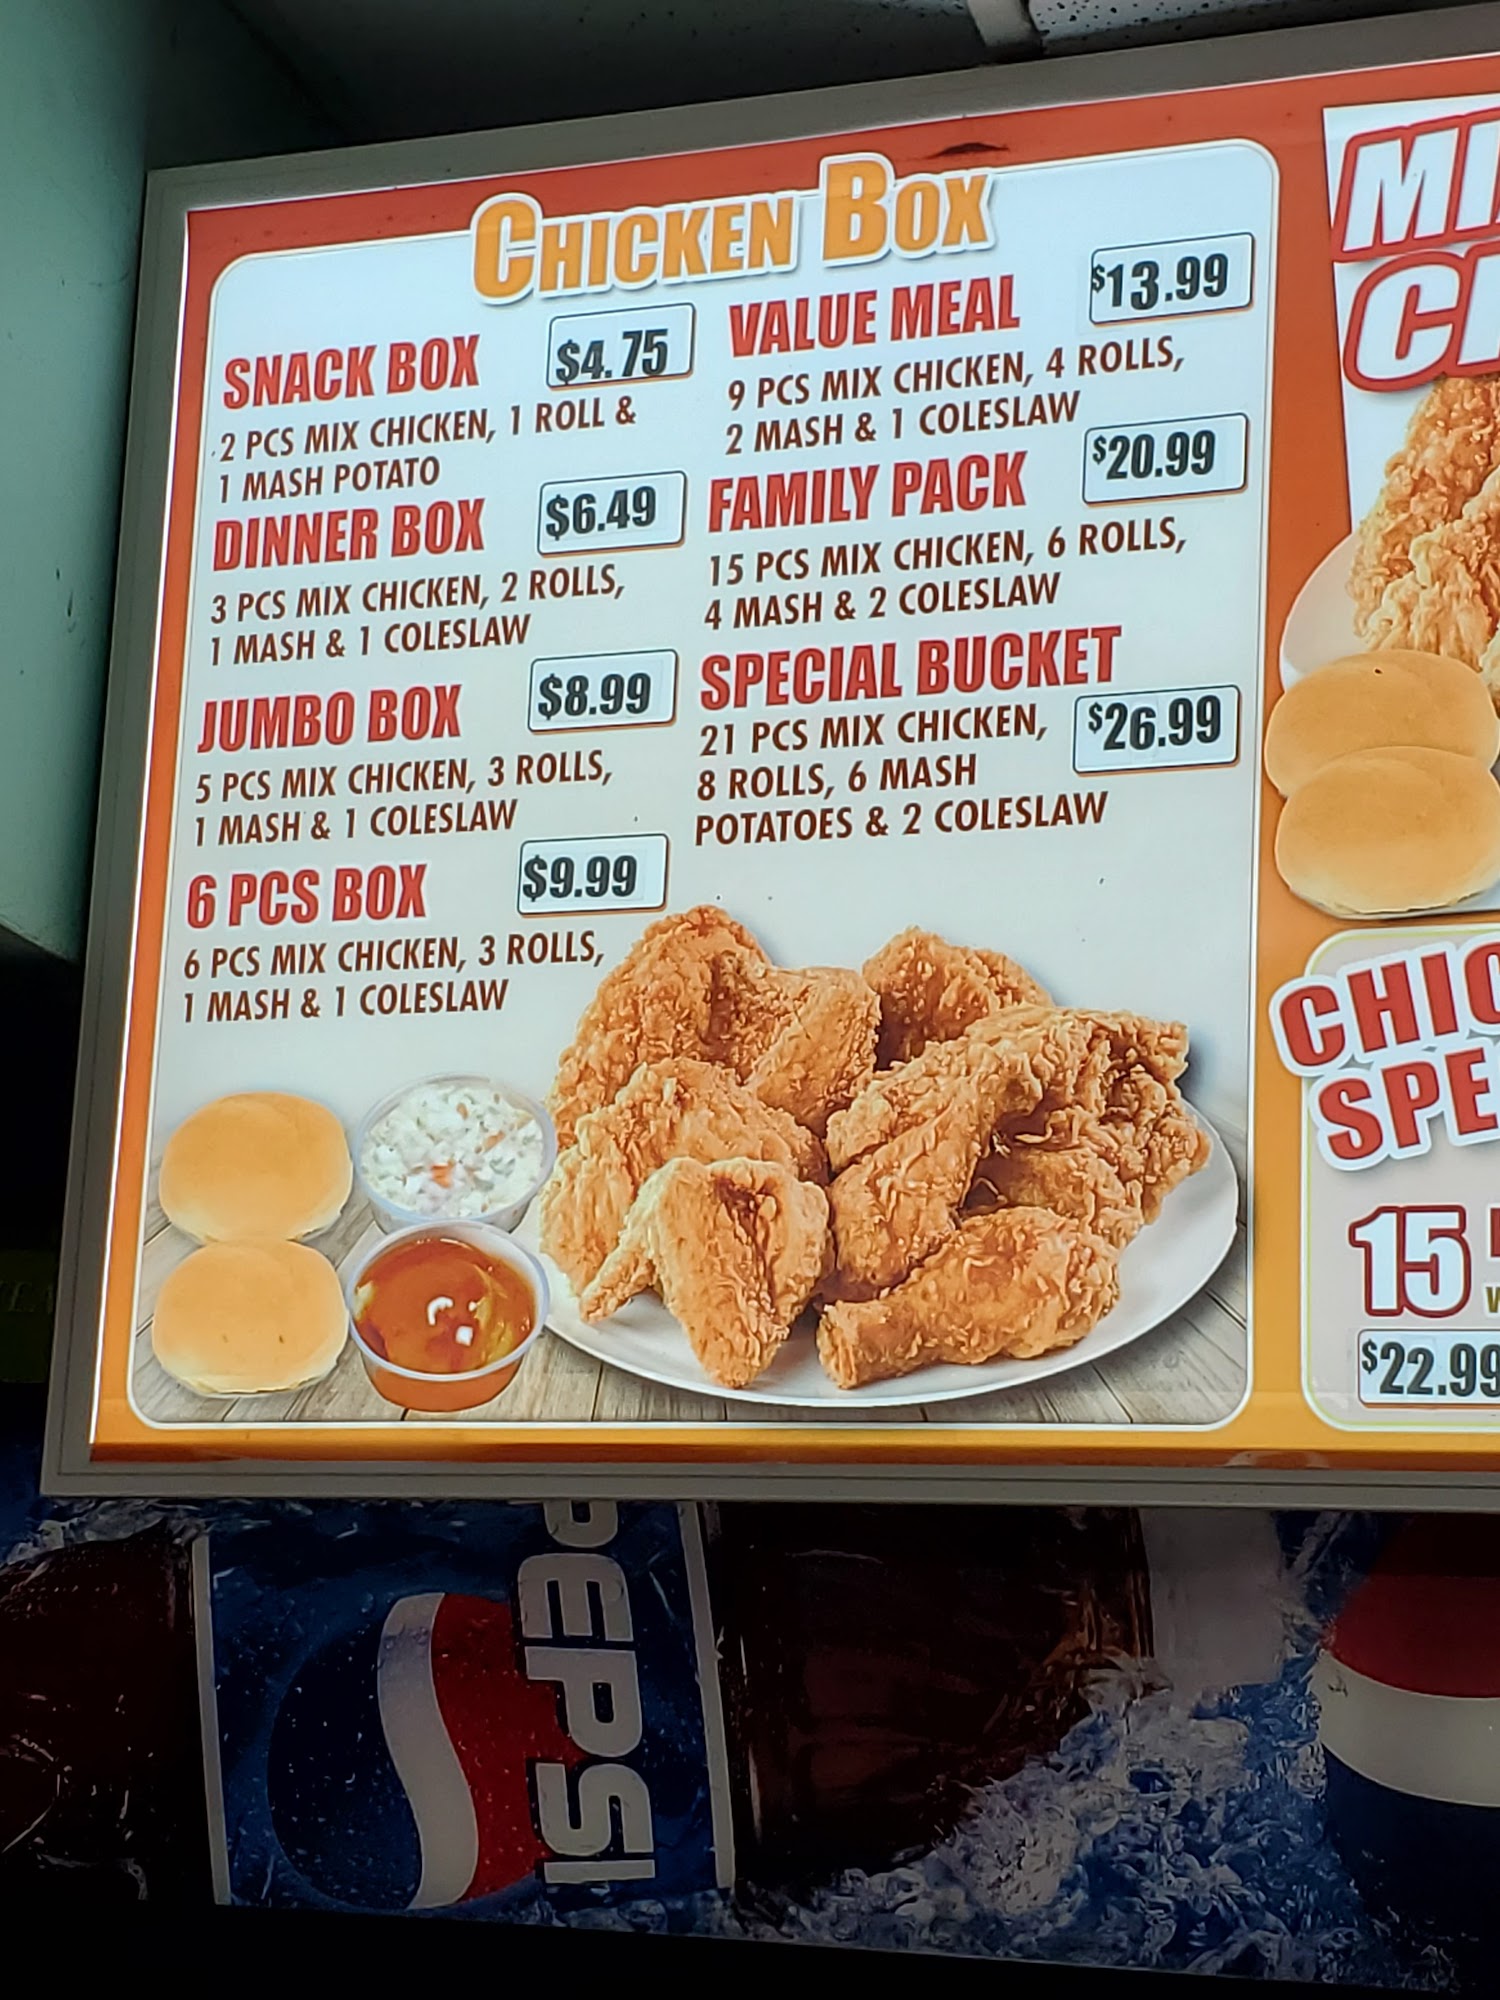 CHICKEN BOX
SNACK BOX $4.75
2 PCS MIX CHICKEN, 1 ROLL &
1 MASH POTATO
DINNER BOX $6.49
3 PCS MIX CHICKEN, 2 ROLLS,
1 MASH & 1 COLESLAW
JUMBO BOX $8.99
5 PCS MIX CHICKEN, 3 ROLLS,
1 MASH & 1 COLESLAW
6 PCS BOX $9.99
6 PCS MIX CHICKEN, 3 ROLLS,
1 MASH & 1 COLESLAW
VALUE MEAL $13.99
9 PCS MIX CHICKEN, 4 ROLLS,
2 MASH & 1 COLESLAW
FAMILY PACK $20.99
15 PCS MIX CHICKEN, 6 ROLLS,
4 MASH & 2 COLESLAW
SPECIAL BUCKET
21 PCS MIX CHICKEN, $26.99
8 ROLLS, 6 MASH
POTATOES & 2 COLESLAW
15
$22.99
PEPSI